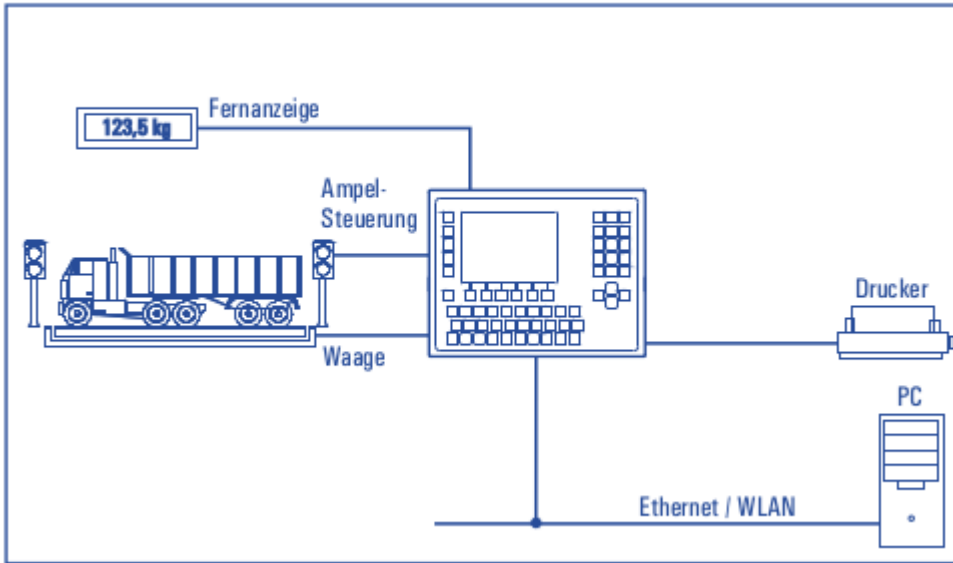 Fernanzeige
123,5 kg
Ampel-
Steuerung
Waage
Drucker
PC
Ethernet / WLAN